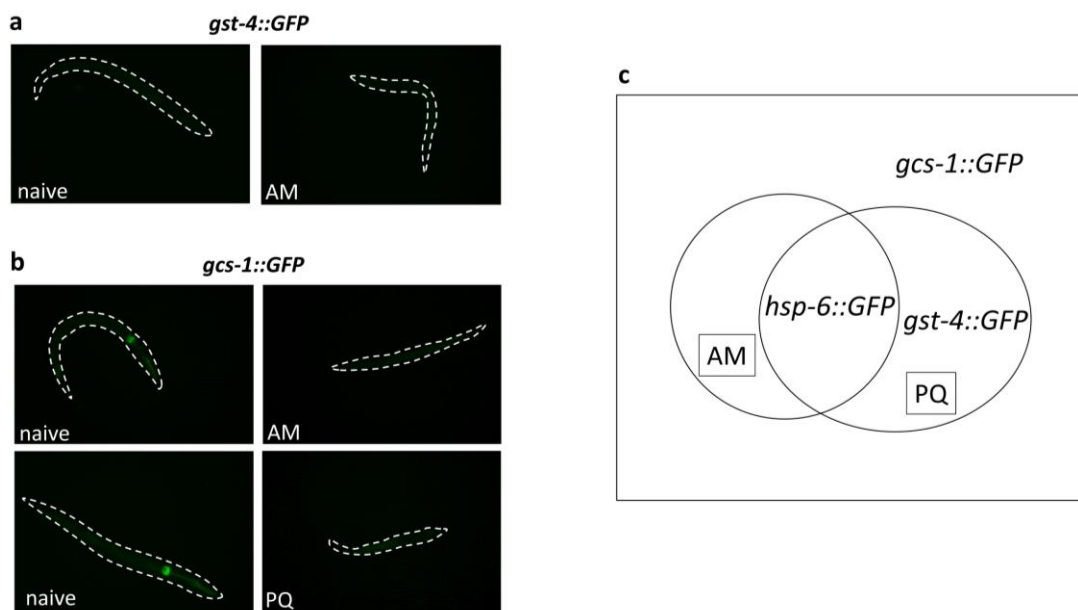 a
gst-4::GFP
naive
AM
b
gcs-1::GFP
naive
AM
naive
PQ
c
gcs-1::GFP
hsp-6::GFP
gst-4::GFP
AM
PQ